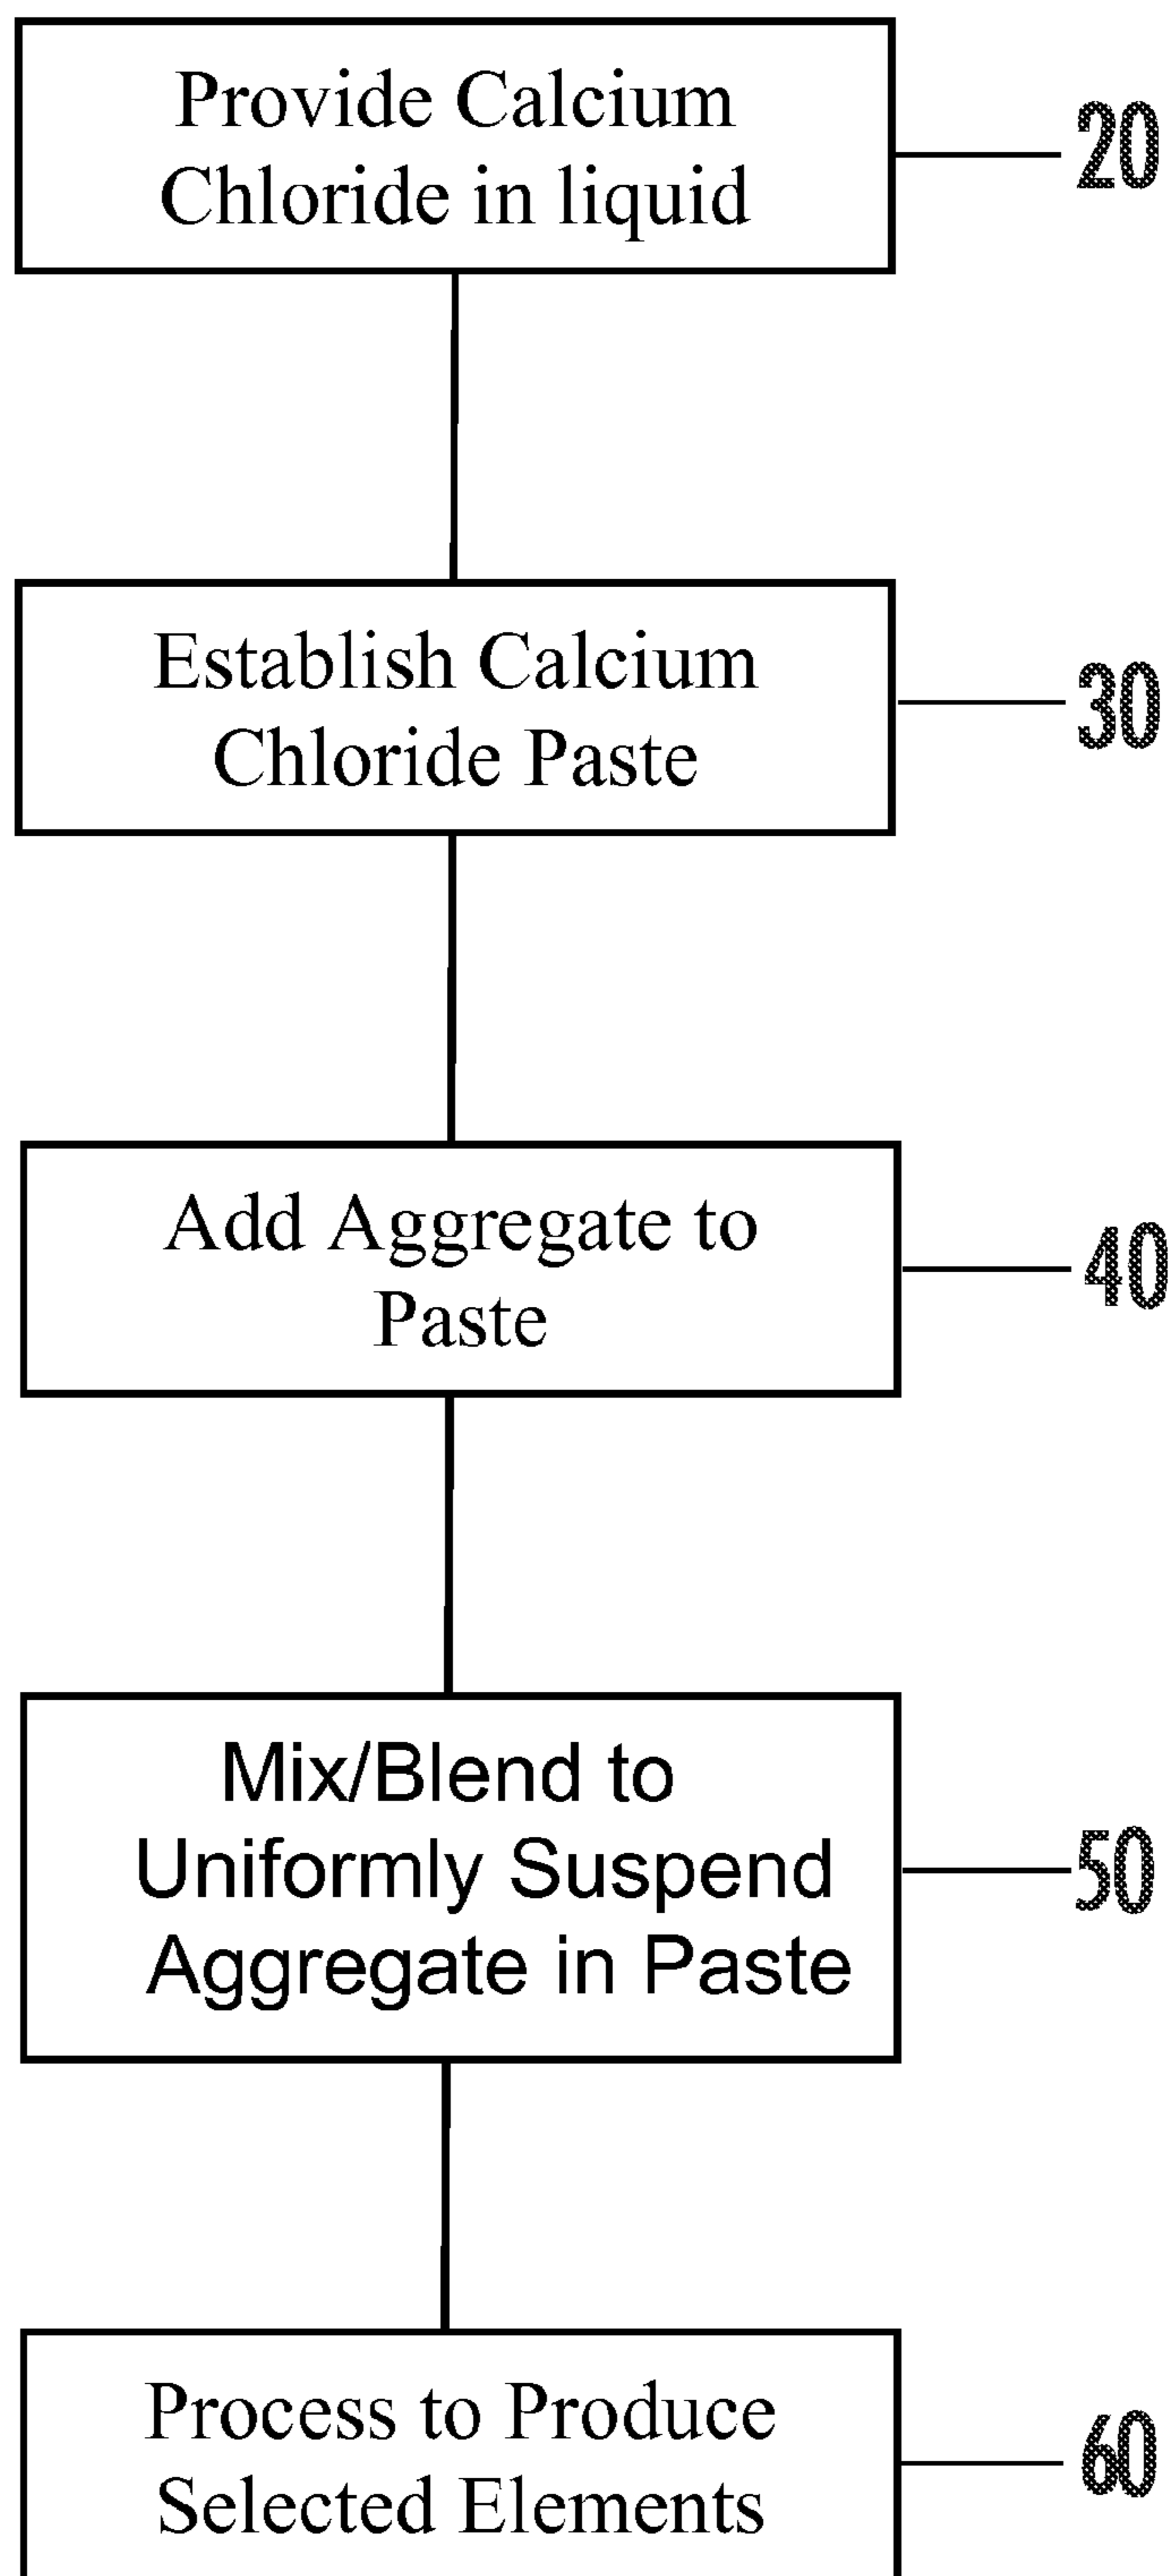 Provide Calcium
Chloride in liquid
20
Establish Calcium
Chloride Paste
30
Add Aggregate to
Paste
40
Mix/Blend to
Uniformly Suspend
Aggregate in Paste
50
Process to Produce
Selected Elements
60